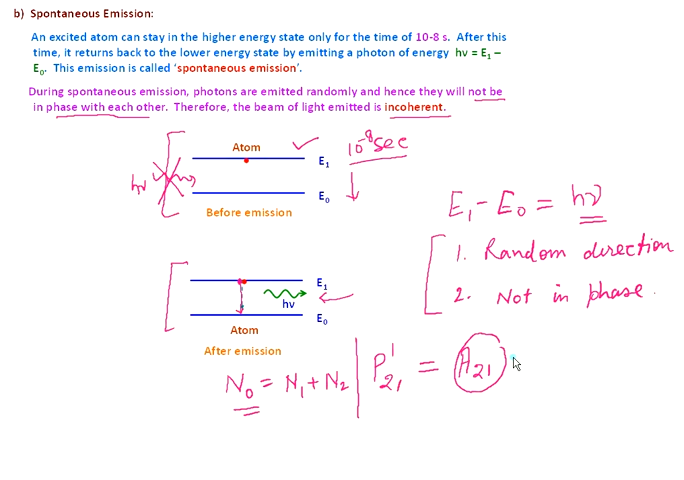 b) Spontaneous Emission:
An excited atom can stay in the higher energy state only for the time of 10-8 s. After this
time, it returns back to the lower energy state by emitting a photon of energy hν = E₁ –
E₀. This emission is called ‘spontaneous emission’.
During spontaneous emission, photons are emitted randomly and hence they will not be
in phase with each other. Therefore, the beam of light emitted is incoherent.
Atom
10⁻⁸ sec
E₁
hν
E₀
Before emission
E₁ - E₀ = hν
1. Random direction
2. Not in phase.
E₁
hν
E₀
Atom
After emission
N₀ = N₁ + N₂ | P'₂₁ = A₂₁